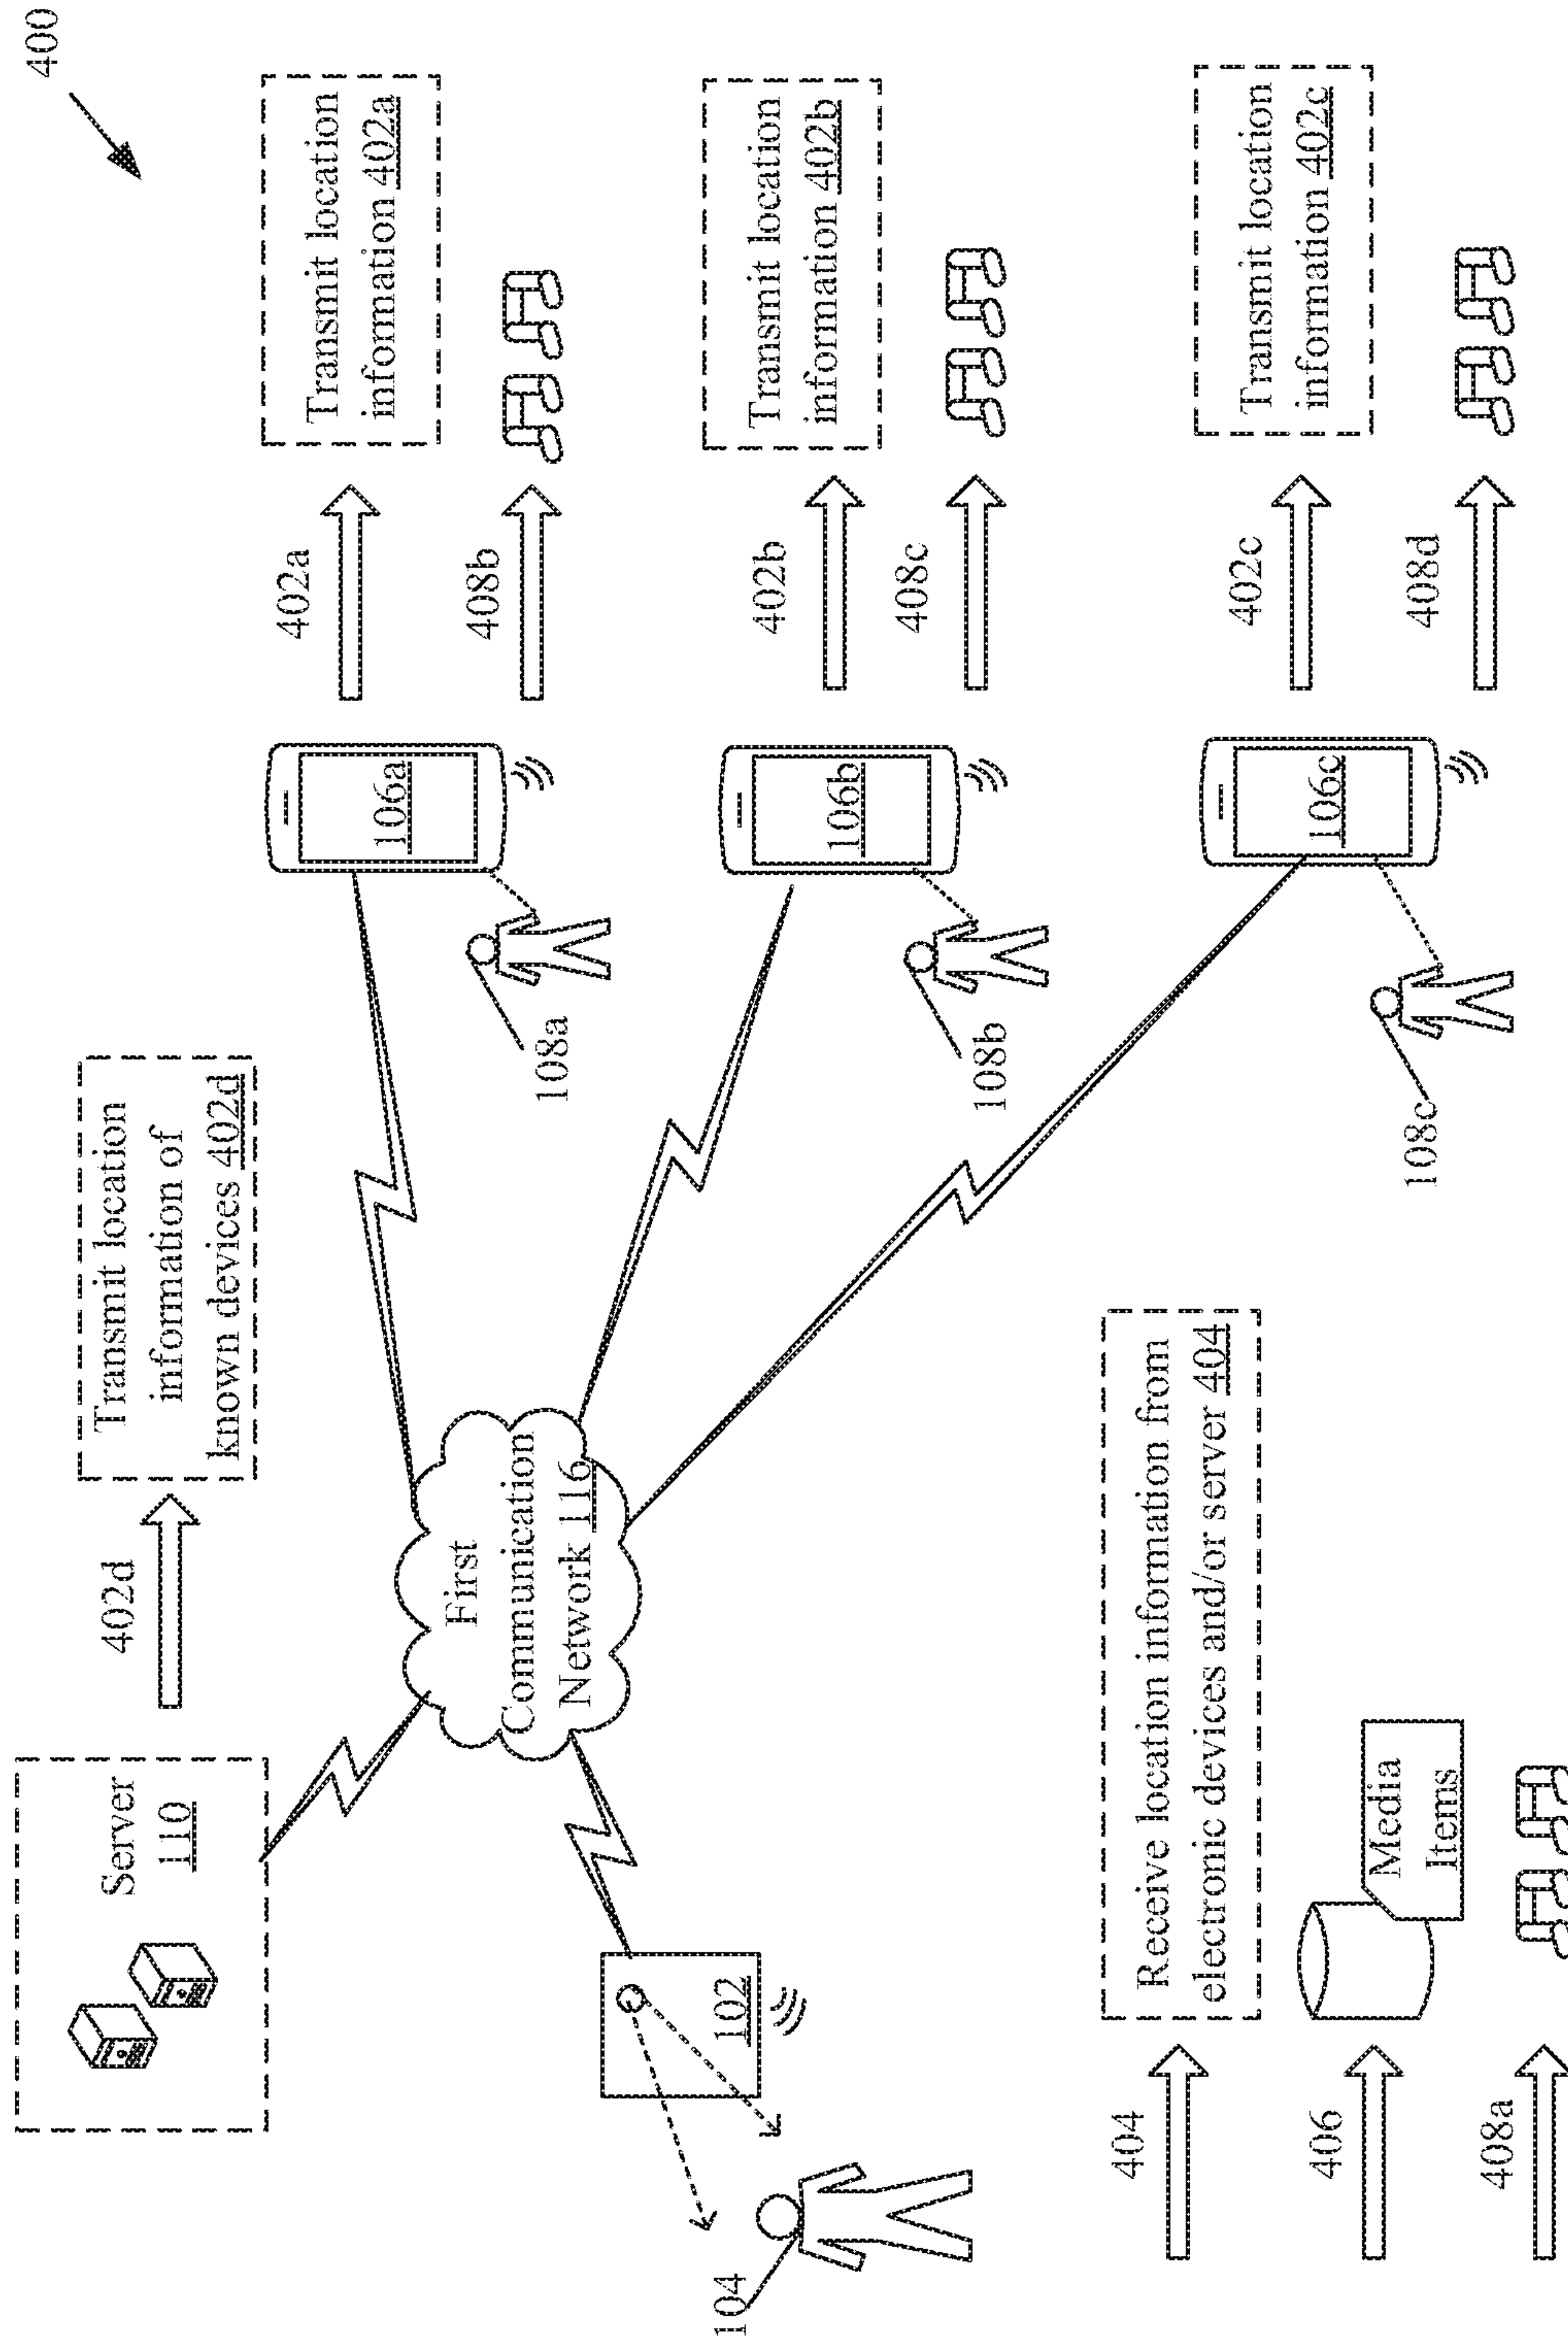 400
Server
110
402d
Transmit location
information of
known devices 402d
402a
Transmit location
information 402a
106a
408b
108a
First
Communication
Network 116
102
104
106b
402b
Transmit location
information 402b
408c
108b
106c
402c
Transmit location
information 402c
408d
108c
404
Receive location information from
electronic devices and/or server 404
406
Media
Items
408a